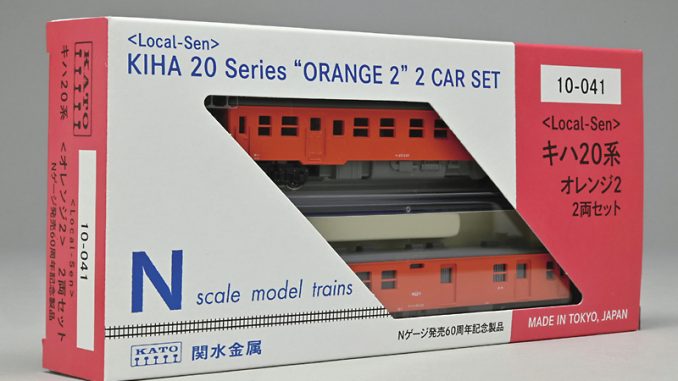 <Local-Sen>
KIHA 20 Series “ORANGE 2” 2 CAR SET
10-041
<Local-Sen>
キハ20系
オレンジ2
2両セット
N scale model trains
KATO 関水金属
Nゲージ発売60周年記念製品
MADE IN TOKYO, JAPAN
KATO
キハ20系
<Local-Sen>
<オレンジ2> 2両セット
Nゲージ発売60周年記念製品
10-041